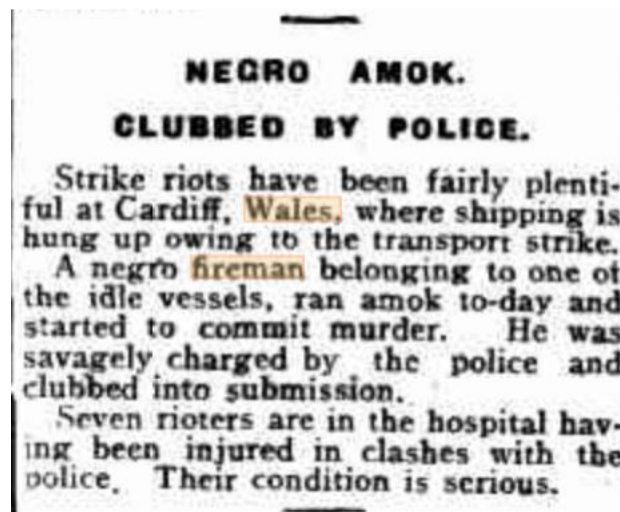 NEGRO AMOK.
CLUBBED BY POLICE.
Strike riots have been fairly plenti-
ful at Cardiff, Wales, where shipping is
hung up owing to the transport strike.
A negro fireman belonging to one of
the idle vessels, ran amok to-day and
started to commit murder. He was
savagely charged by the police and
clubbed into submission.
Seven rioters are in the hospital hav-
ing been injured in clashes with the
police. Their condition is serious.